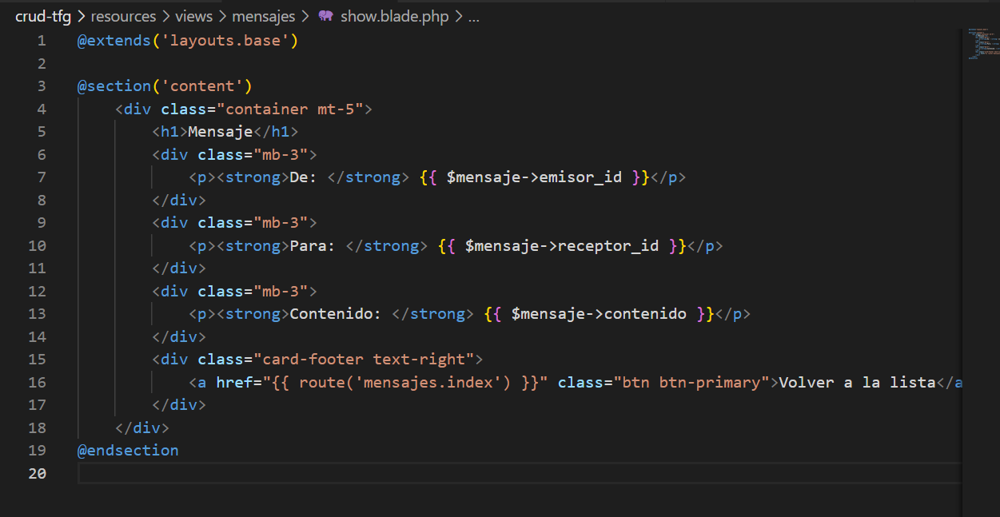 crud-tfg > resources > views > mensajes > show.blade.php > ...
1 @extends('layouts.base')
2
3 @section('content')
4 <div class="container mt-5">
5 <h1>Mensaje</h1>
6 <div class="mb-3">
7 <p><strong>De: </strong> {{ $mensaje->emisor_id }}</p>
8 </div>
9 <div class="mb-3">
10 <p><strong>Para: </strong> {{ $mensaje->receptor_id }}</p>
11 </div>
12 <div class="mb-3">
13 <p><strong>Contenido: </strong> {{ $mensaje->contenido }}</p>
14 </div>
15 <div class="card-footer text-right">
16 <a href="{{ route('mensajes.index') }}" class="btn btn-primary">Volver a la lista</a
17 </div>
18 </div>
19 @endsection
20